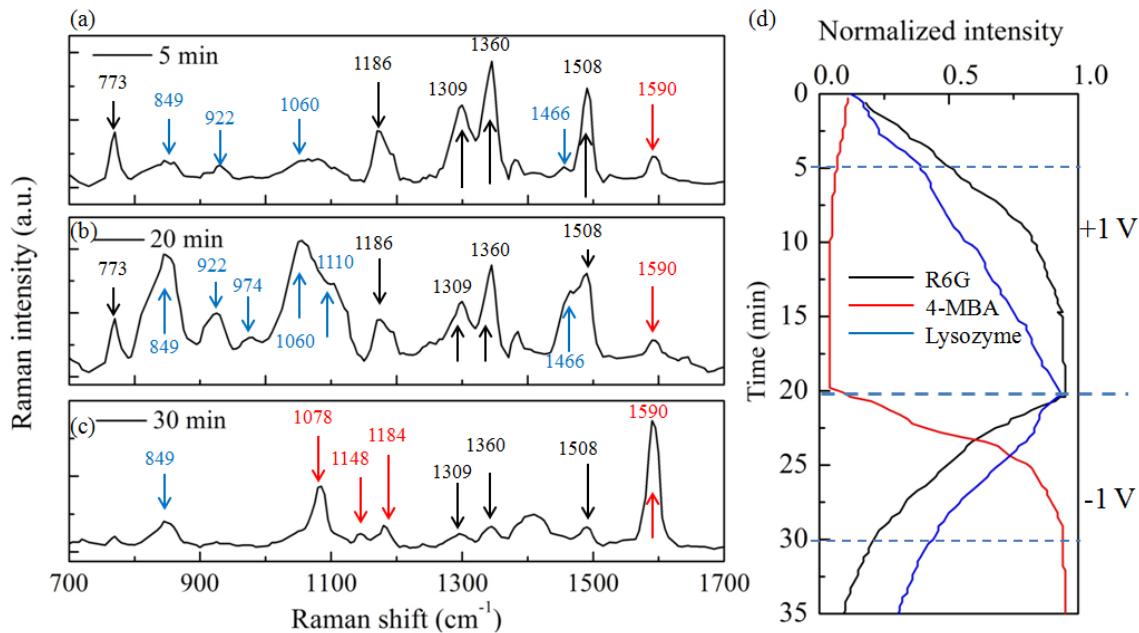 (a)
5 min
773
849
922
1060
1186
1309
1360
1466
1508
1590
(b)
20 min
773
849
922
974
1060
1110
1186
1309
1360
1466
1508
1590
(c)
30 min
849
1078
1148
1184
1309
1360
1508
1590
Raman intensity (a.u.)
700 900 1100 1300 1500 1700
Raman shift (cm⁻¹)
(d)
Normalized intensity
0.0 0.5 1.0
0
5
10
15
20
25
30
35
Time (min)
R6G
4-MBA
Lysozyme
+1 V
-1 V